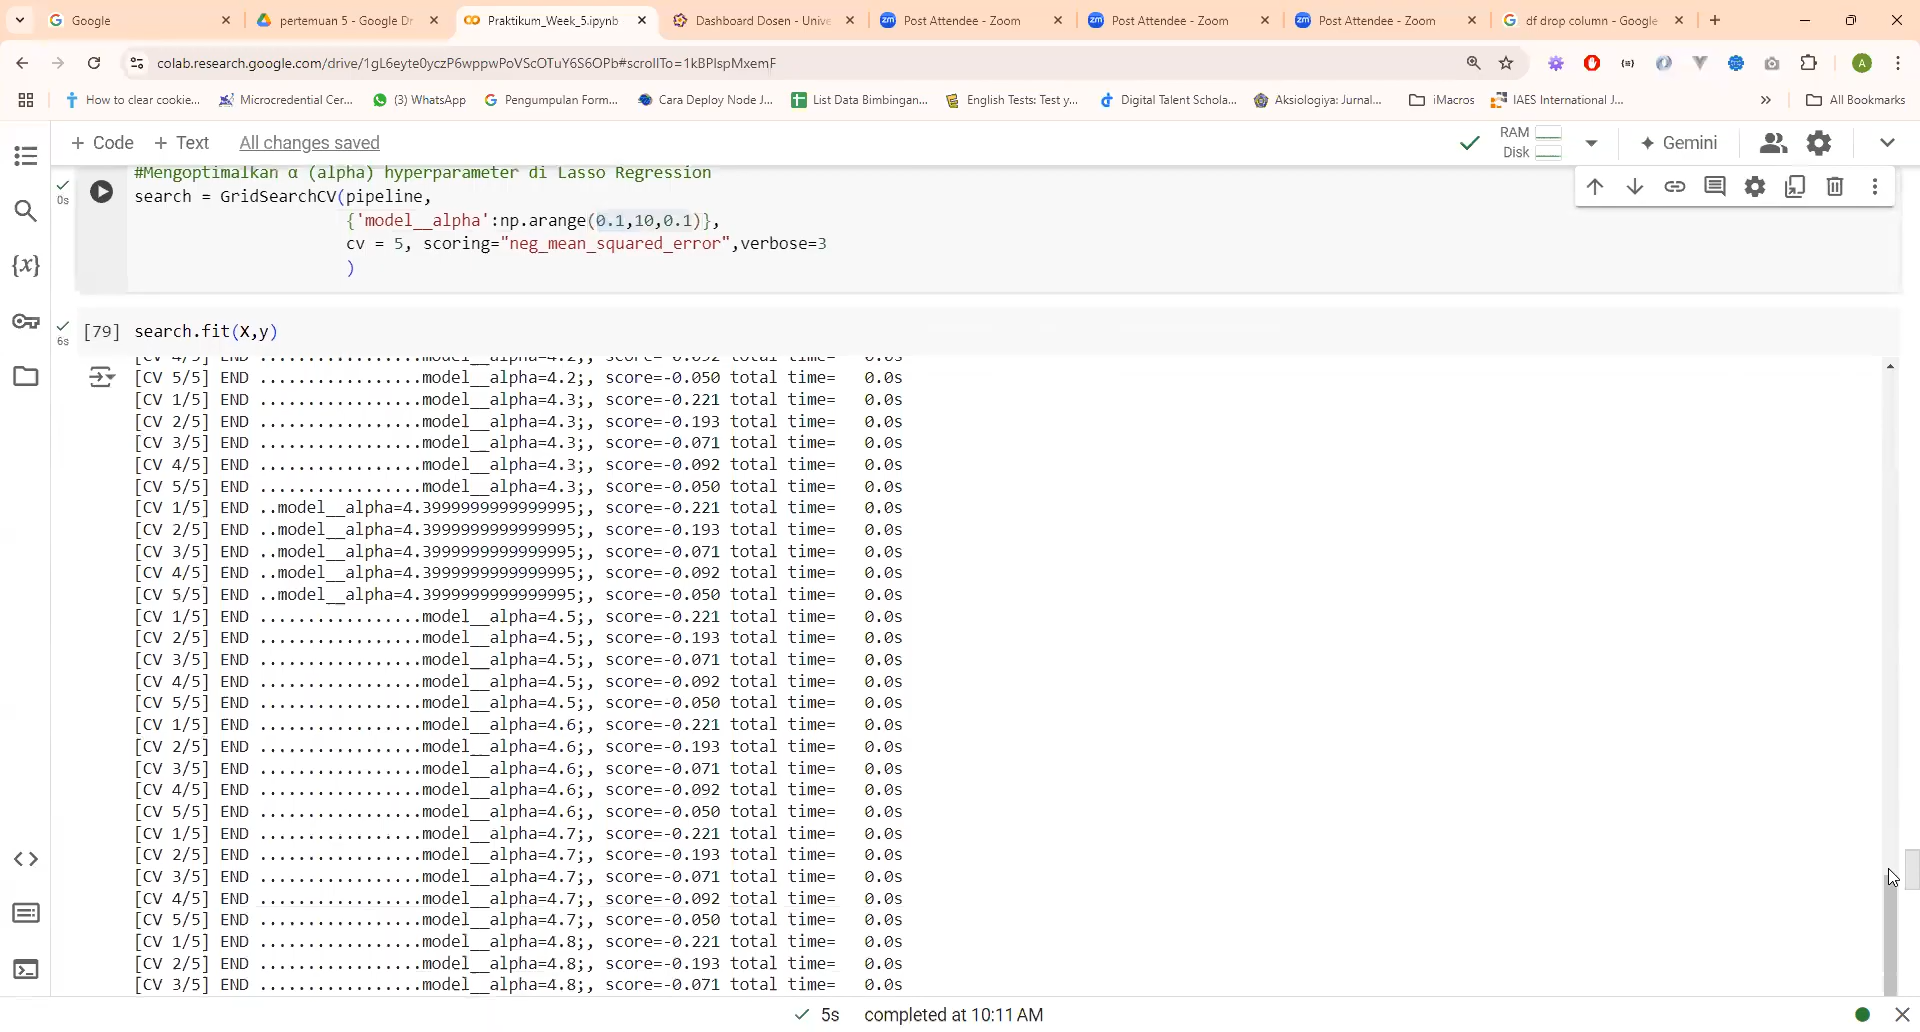 Google
pertemuan 5 - Google Dr
Praktikum_Week_5.ipynb
Dashboard Dosen - Unive
Post Attendee - Zoom
Post Attendee - Zoom
Post Attendee - Zoom
df drop column - Google
colab.research.google.com/drive/1gL6eyte0yczP6wppwPoVScOTuY6S6OPb#scrollTo=1kBPlspMxemF
How to clear cookie...
Microcredential Cer...
(3) WhatsApp
Pengumpulan Form...
Cara Deploy Node J...
List Data Bimbingan...
English Tests: Test y...
Digital Talent Schola...
Aksiologiya: Jurnal...
iMacros
IAES International J...
All Bookmarks
+ Code
+ Text
All changes saved
RAM
Disk
Gemini
#Mengoptimalkan α (alpha) hyperparameter di Lasso Regression
search = GridSearchCV(pipeline,
{'model__alpha':np.arange(0.1,10,0.1)},
cv = 5, scoring="neg_mean_squared_error",verbose=3
)
0s
[79] search.fit(X,y)
6s
[CV 4/5] END .................model__alpha=4.2;, score=-0.092 total time=   0.0s
[CV 5/5] END .................model__alpha=4.2;, score=-0.050 total time=   0.0s
[CV 1/5] END .................model__alpha=4.3;, score=-0.221 total time=   0.0s
[CV 2/5] END .................model__alpha=4.3;, score=-0.193 total time=   0.0s
[CV 3/5] END .................model__alpha=4.3;, score=-0.071 total time=   0.0s
[CV 4/5] END .................model__alpha=4.3;, score=-0.092 total time=   0.0s
[CV 5/5] END .................model__alpha=4.3;, score=-0.050 total time=   0.0s
[CV 1/5] END ..model__alpha=4.3999999999999995;, score=-0.221 total time=   0.0s
[CV 2/5] END ..model__alpha=4.3999999999999995;, score=-0.193 total time=   0.0s
[CV 3/5] END ..model__alpha=4.3999999999999995;, score=-0.071 total time=   0.0s
[CV 4/5] END ..model__alpha=4.3999999999999995;, score=-0.092 total time=   0.0s
[CV 5/5] END ..model__alpha=4.3999999999999995;, score=-0.050 total time=   0.0s
[CV 1/5] END .................model__alpha=4.5;, score=-0.221 total time=   0.0s
[CV 2/5] END .................model__alpha=4.5;, score=-0.193 total time=   0.0s
[CV 3/5] END .................model__alpha=4.5;, score=-0.071 total time=   0.0s
[CV 4/5] END .................model__alpha=4.5;, score=-0.092 total time=   0.0s
[CV 5/5] END .................model__alpha=4.5;, score=-0.050 total time=   0.0s
[CV 1/5] END .................model__alpha=4.6;, score=-0.221 total time=   0.0s
[CV 2/5] END .................model__alpha=4.6;, score=-0.193 total time=   0.0s
[CV 3/5] END .................model__alpha=4.6;, score=-0.071 total time=   0.0s
[CV 4/5] END .................model__alpha=4.6;, score=-0.092 total time=   0.0s
[CV 5/5] END .................model__alpha=4.6;, score=-0.050 total time=   0.0s
[CV 1/5] END .................model__alpha=4.7;, score=-0.221 total time=   0.0s
[CV 2/5] END .................model__alpha=4.7;, score=-0.193 total time=   0.0s
[CV 3/5] END .................model__alpha=4.7;, score=-0.071 total time=   0.0s
[CV 4/5] END .................model__alpha=4.7;, score=-0.092 total time=   0.0s
[CV 5/5] END .................model__alpha=4.7;, score=-0.050 total time=   0.0s
[CV 1/5] END .................model__alpha=4.8;, score=-0.221 total time=   0.0s
[CV 2/5] END .................model__alpha=4.8;, score=-0.193 total time=   0.0s
[CV 3/5] END .................model__alpha=4.8;, score=-0.071 total time=   0.0s
5s completed at 10:11 AM